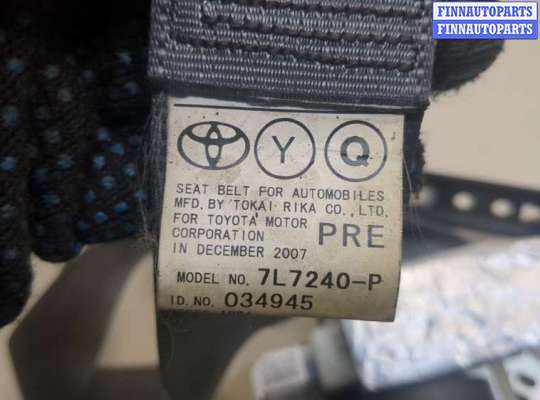 FINNAUTOPARTS
FINNAUTOPARTS
Y Q
SEAT BELT FOR AUTOMOBILES
MFD. BY TOKAI RIKA CO., LTD.
FOR TOYOTA MOTOR
CORPORATION PRE
IN DECEMBER 2007
MODEL NO. 7L7240-P
ID. NO. 034945